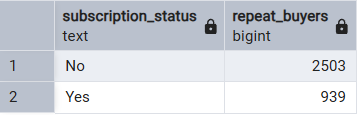 subscription_status repeat_buyers
text bigint
1 No 2503
2 Yes 939